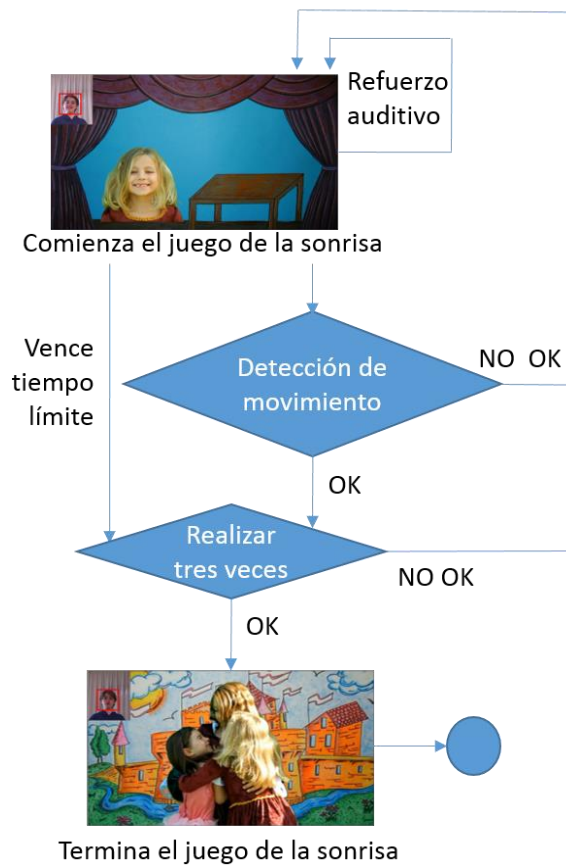 Refuerzo
auditivo
Comienza el juego de la sonrisa
Vence
tiempo
límite
Detección de
movimiento
NO  OK
OK
Realizar
tres veces
NO OK
OK
Termina el juego de la sonrisa